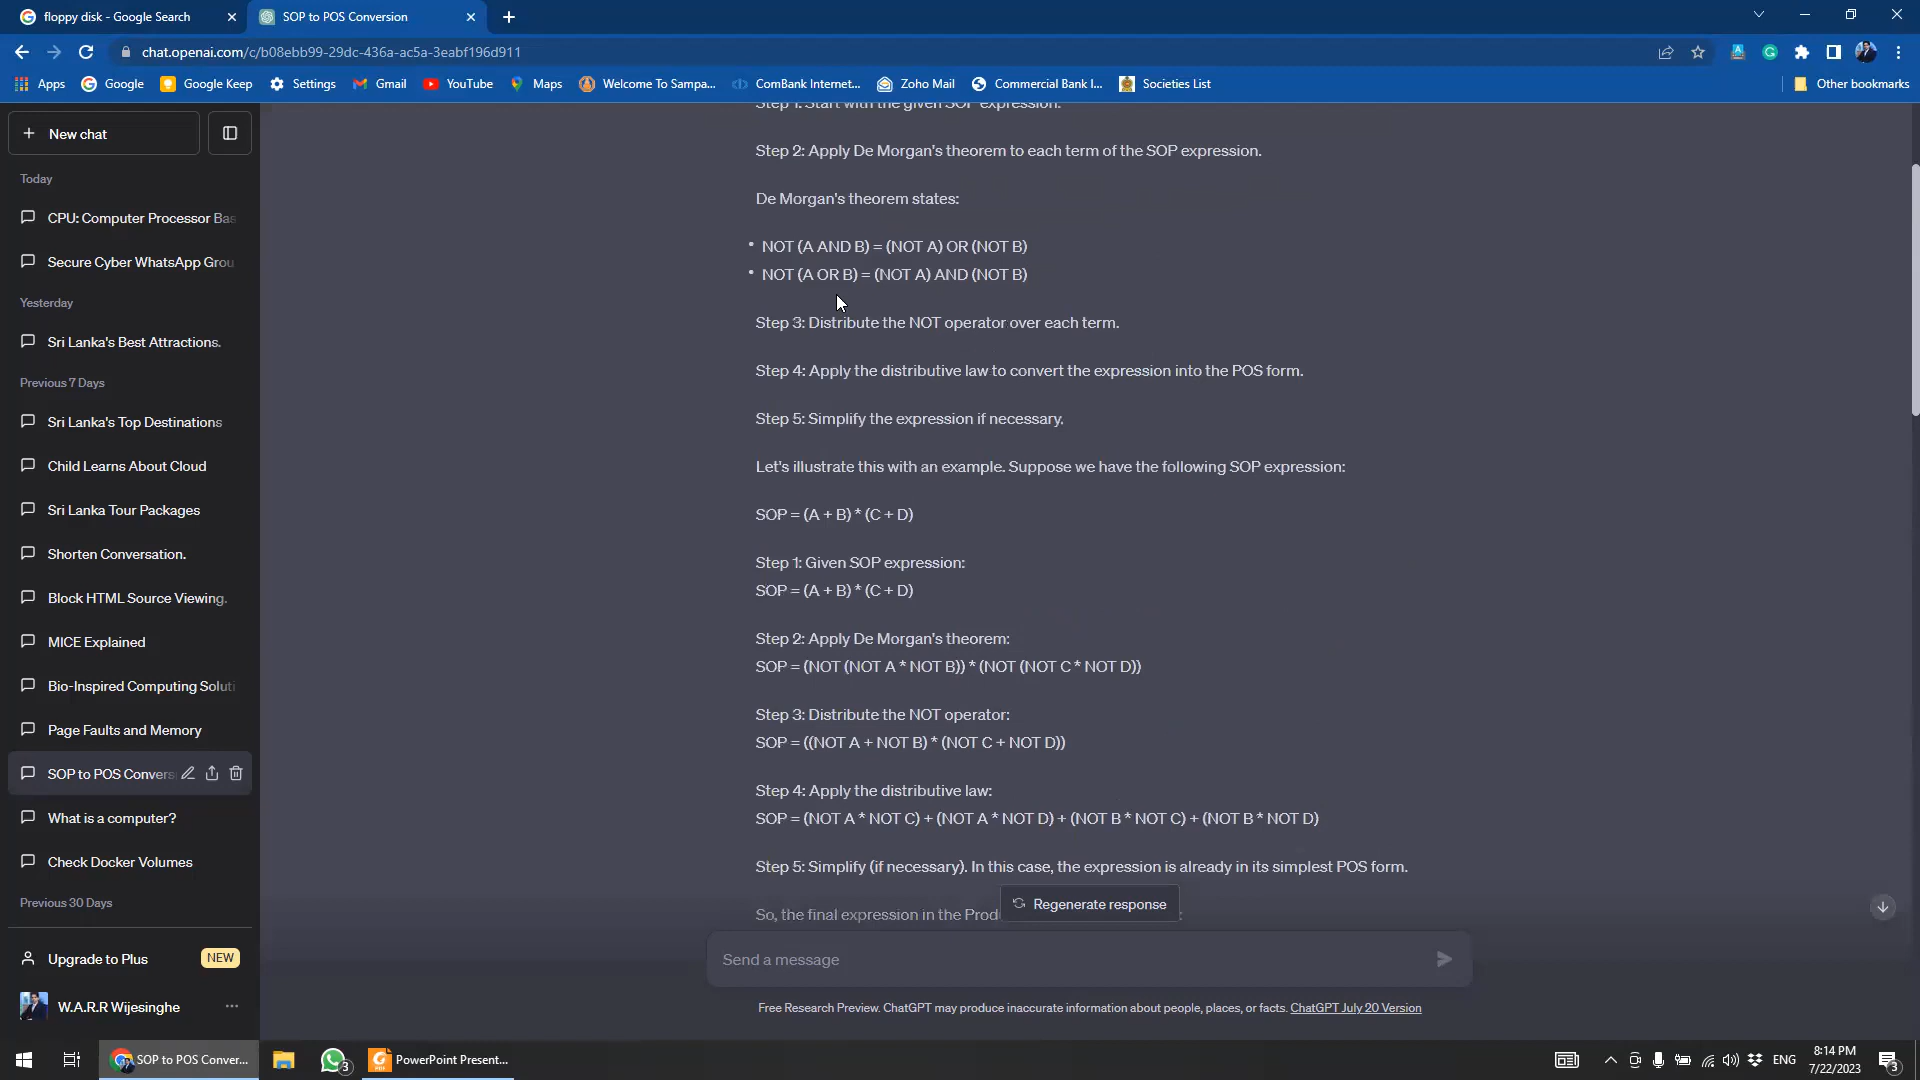 floppy disk - Google Search
SOP to POS Conversion
chat.openai.com/c/b08ebb99-29dc-436a-ac5a-3eabf196d911
Apps
Google
Google Keep
Settings
Gmail
YouTube
Maps
Welcome To Sampa...
ComBank Internet...
Zoho Mail
Commercial Bank I...
Societies List
Other bookmarks
New chat
Today
CPU: Computer Processor Bas
Secure Cyber WhatsApp Grou
Yesterday
Sri Lanka's Best Attractions.
Previous 7 Days
Sri Lanka's Top Destinations
Child Learns About Cloud
Sri Lanka Tour Packages
Shorten Conversation.
Block HTML Source Viewing.
MICE Explained
Bio-Inspired Computing Soluti
Page Faults and Memory
SOP to POS Convers
What is a computer?
Check Docker Volumes
Previous 30 Days
Upgrade to Plus
NEW
W.A.R.R Wijesinghe
Step 1: Start with the given SOP expression.
Step 2: Apply De Morgan's theorem to each term of the SOP expression.
De Morgan's theorem states:
• NOT (A AND B) = (NOT A) OR (NOT B)
• NOT (A OR B) = (NOT A) AND (NOT B)
Step 3: Distribute the NOT operator over each term.
Step 4: Apply the distributive law to convert the expression into the POS form.
Step 5: Simplify the expression if necessary.
Let's illustrate this with an example. Suppose we have the following SOP expression:
SOP = (A + B) * (C + D)
Step 1: Given SOP expression:
SOP = (A + B) * (C + D)
Step 2: Apply De Morgan's theorem:
SOP = (NOT (NOT A * NOT B)) * (NOT (NOT C * NOT D))
Step 3: Distribute the NOT operator:
SOP = ((NOT A + NOT B) * (NOT C + NOT D))
Step 4: Apply the distributive law:
SOP = (NOT A * NOT C) + (NOT A * NOT D) + (NOT B * NOT C) + (NOT B * NOT D)
Step 5: Simplify (if necessary). In this case, the expression is already in its simplest POS form.
So, the final expression in the Prod
Regenerate response
Send a message
Free Research Preview. ChatGPT may produce inaccurate information about people, places, or facts. ChatGPT July 20 Version
SOP to POS Conver...
3
PowerPoint Present...
ENG
8:14 PM
7/22/2023
3